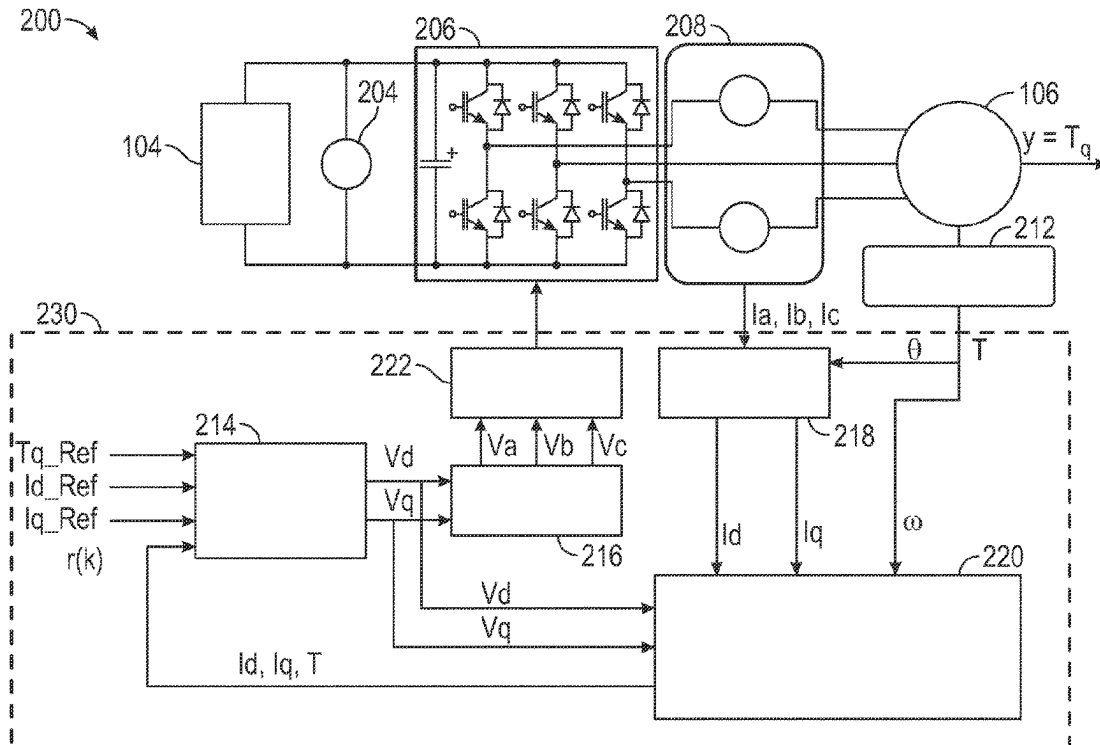 200
206
208
204
104
+
106
y = Tq
212
230
Ia, Ib, Ic
θ
T
222
218
214
Va
Vb
Vc
Tq_Ref
Id_Ref
Iq_Ref
r(k)
Vd
Vq
216
Id
Iq
ω
220
Vd
Vq
Id, Iq, T